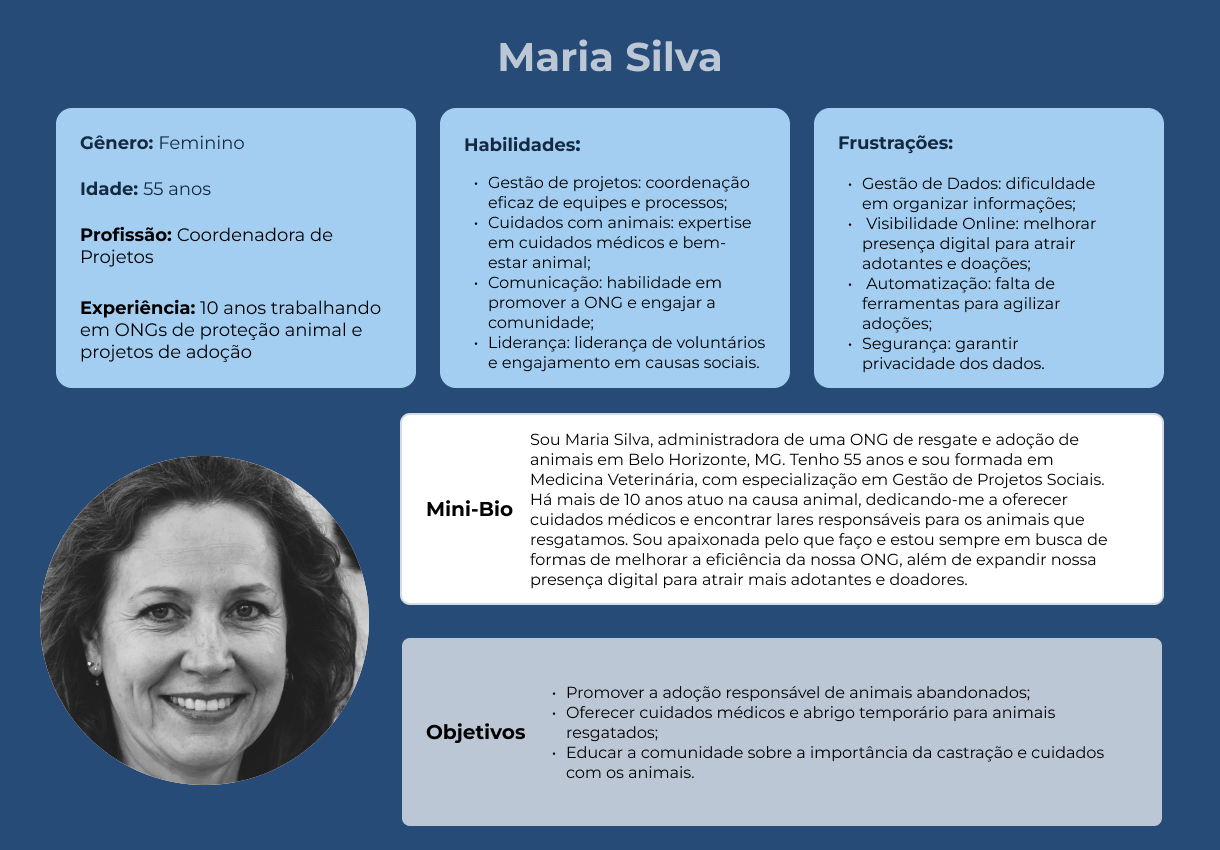 Maria Silva
Gênero: Feminino
Idade: 55 anos
Profissão: Coordenadora de
Projetos
Experiência: 10 anos trabalhando
em ONGs de proteção animal e
projetos de adoção
Habilidades:
• Gestão de projetos: coordenação
eficaz de equipes e processos;
• Cuidados com animais: expertise
em cuidados médicos e bem-
estar animal;
• Comunicação: habilidade em
promover a ONG e engajar a
comunidade;
• Liderança: liderança de voluntários
e engajamento em causas sociais.
Frustrações:
• Gestão de Dados: dificuldade
em organizar informações;
• Visibilidade Online: melhorar
presença digital para atrair
adotantes e doações;
• Automatização: falta de
ferramentas para agilizar
adoções;
• Segurança: garantir
privacidade dos dados.
Mini-Bio
Sou Maria Silva, administradora de uma ONG de resgate e adoção de
animais em Belo Horizonte, MG. Tenho 55 anos e sou formada em
Medicina Veterinária, com especialização em Gestão de Projetos Sociais.
Há mais de 10 anos atuo na causa animal, dedicando-me a oferecer
cuidados médicos e encontrar lares responsáveis para os animais que
resgatamos. Sou apaixonada pelo que faço e estou sempre em busca de
formas de melhorar a eficiência da nossa ONG, além de expandir nossa
presença digital para atrair mais adotantes e doadores.
Objetivos
• Promover a adoção responsável de animais abandonados;
• Oferecer cuidados médicos e abrigo temporário para animais
resgatados;
• Educar a comunidade sobre a importância da castração e cuidados
com os animais.